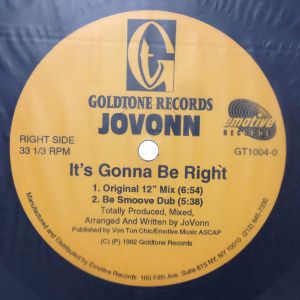 G
GOLDTONE RECORDS
JOVONN
emotive
RECORDS
RIGHT SIDE
33 1/3 RPM
GT1004-0
It's Gonna Be Right
1. Original 12" Mix (6:54)
2. Be Smoove Dub (5:38)
Totally Produced, Mixed,
Arranged And Written by JoVonn
Published by Von Ton Chic/Emotive Music ASCAP
(C) (P) 1992 Goldtone Records
Manufactured and Distributed by Emotive Records. 160 Fifth Ave. Suite 615 NY, NY 10010 (212) 645-7290